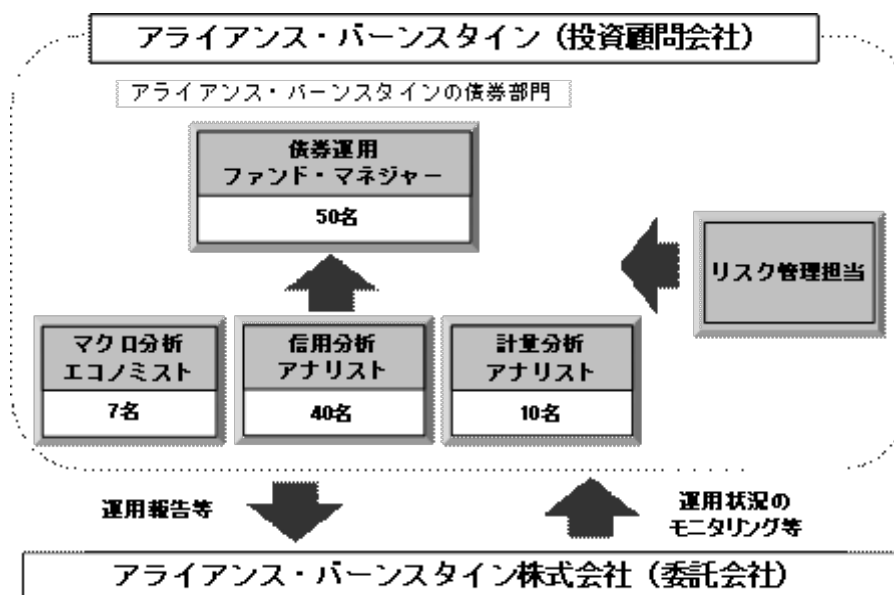 アライアンス・バーンスタイン（投資顧問会社）
アライアンス・バーンスタインの債券部門
債券運用
ファンド・マネジャー
50名
リスク管理担当
マクロ分析
エコノミスト
7名
信用分析
アナリスト
40名
計量分析
アナリスト
10名
運用報告等
運用状況の
モニタリング等
アライアンス・バーンスタイン株式会社（委託会社）